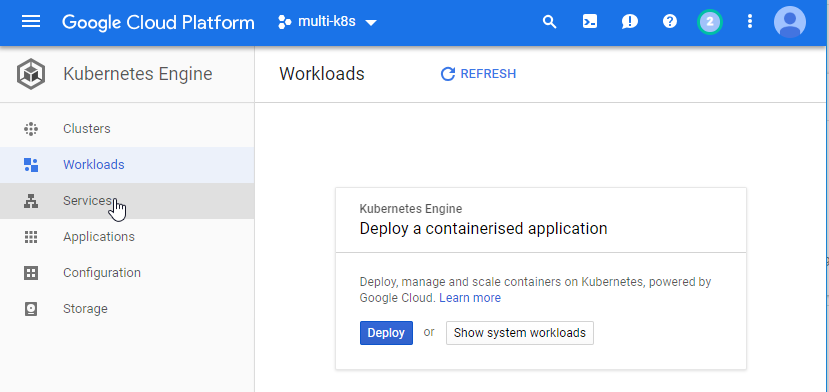 Google Cloud Platform
multi-k8s
2
Kubernetes Engine
Workloads
REFRESH
Clusters
Workloads
Services
Applications
Configuration
Storage
Kubernetes Engine
Deploy a containerised application
Deploy, manage and scale containers on Kubernetes, powered by
Google Cloud. Learn more
Deploy or Show system workloads